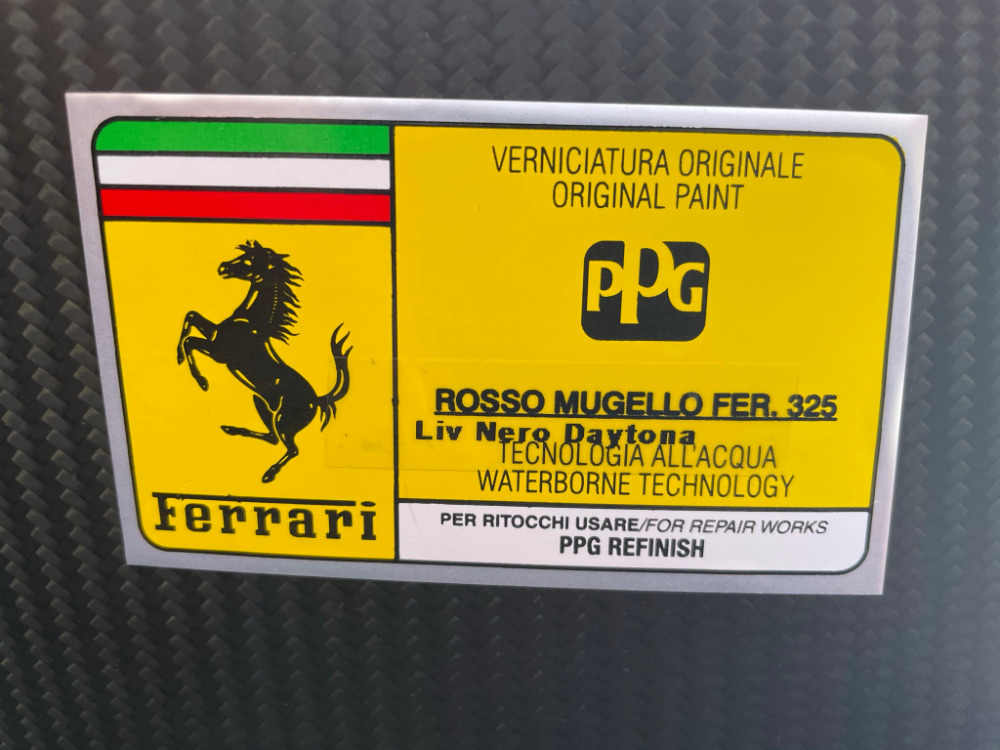 VERNICIATURA ORIGINALE
ORIGINAL PAINT
PPG
ROSSO MUGELLO FER. 325
Liv Nero Daytona
TECNOLOGIA ALL'ACQUA
WATERBORNE TECHNOLOGY
Ferrari
PER RITOCCHI USARE/FOR REPAIR WORKS
PPG REFINISH